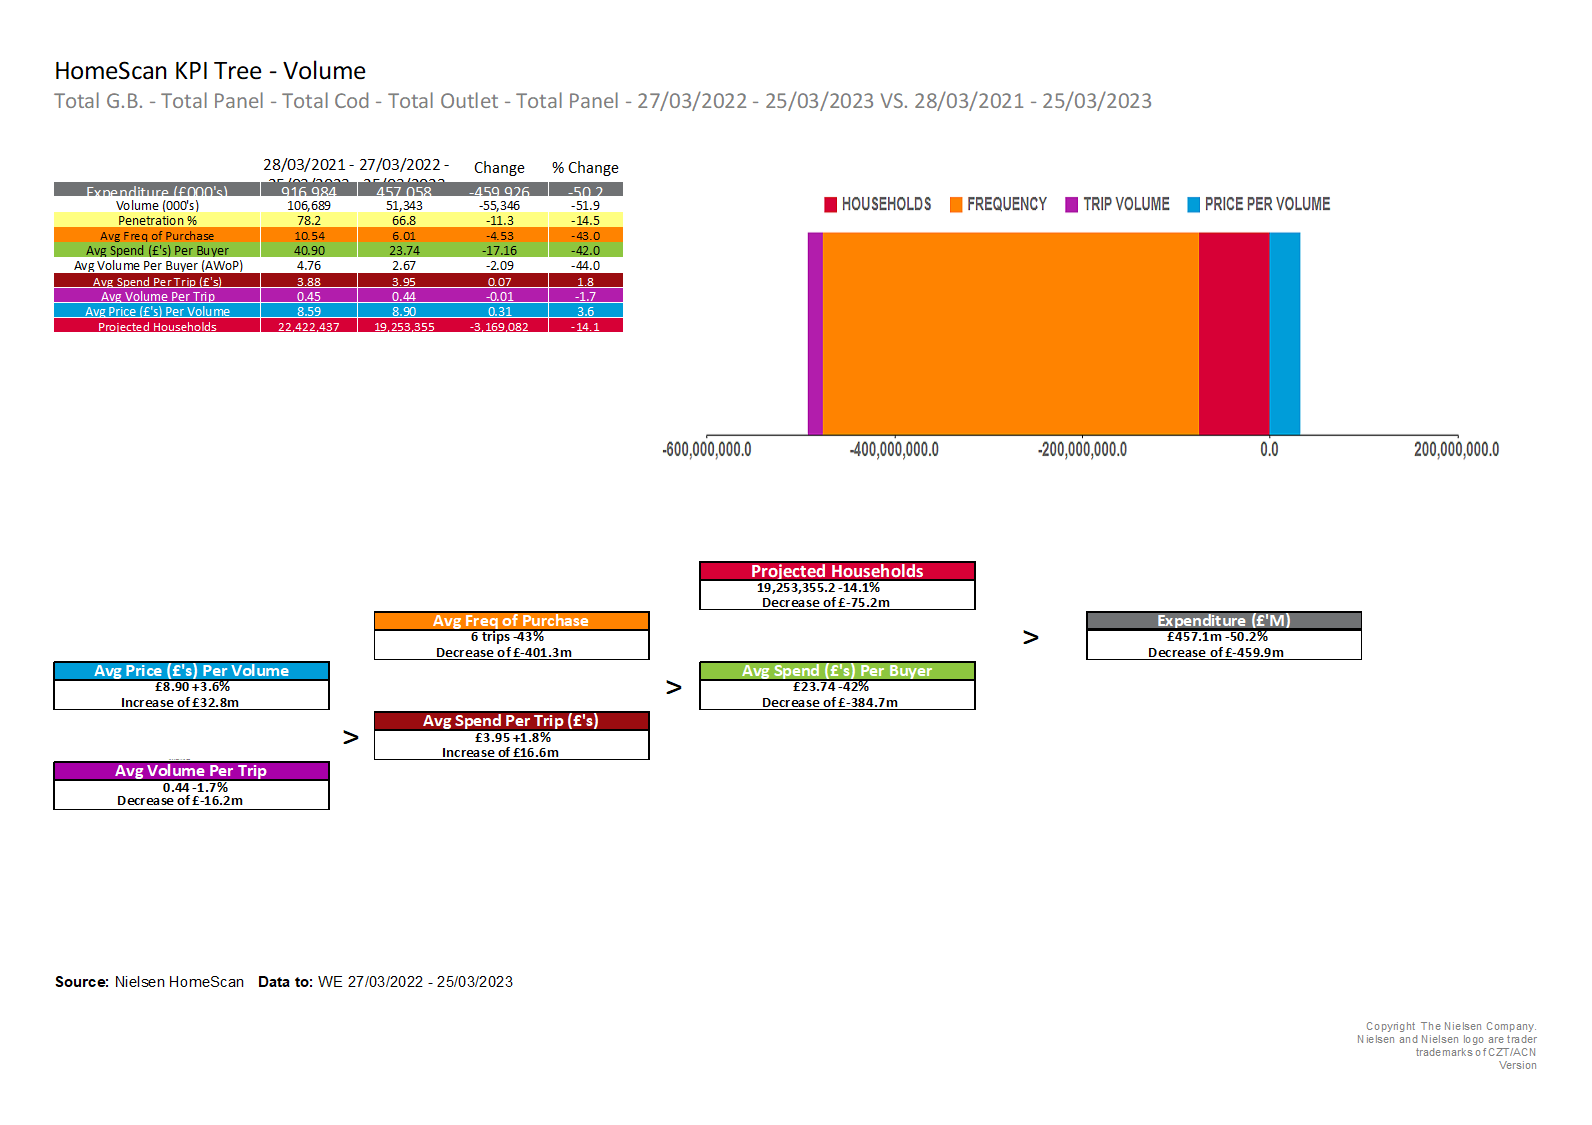 HomeScan KPI Tree - Volume
Total G.B. - Total Panel - Total Cod - Total Outlet - Total Panel - 27/03/2022 - 25/03/2023 VS. 28/03/2021 - 25/03/2023
28/03/2021 - 27/03/2022 - Change % Change
Expenditure (£000's) 916,984 457,058 -459,926 -50.2
Volume (000's) 106,689 51,343 -55,346 -51.9
Penetration % 78.2 66.8 -11.3 -14.5
Avg Freq of Purchase 10.54 6.01 -4.53 -43.0
Avg Spend (£'s) Per Buyer 40.90 23.74 -17.16 -42.0
Avg Volume Per Buyer (AWoP) 4.76 2.67 -2.09 -44.0
Avg Spend Per Trip (£'s) 3.88 3.95 0.07 1.8
Avg Volume Per Trip 0.45 0.44 -0.01 -1.7
Avg Price (£'s) Per Volume 8.59 8.90 0.31 3.6
Projected Households 22,422,437 19,253,355 -3,169,082 -14.1
HOUSEHOLDS FREQUENCY TRIP VOLUME PRICE PER VOLUME
-600,000,000.0 -400,000,000.0 -200,000,000.0 0.0 200,000,000.0
Projected Households
19,253,355.2 -14.1%
Decrease of £-75.2m
Avg Freq of Purchase
6 trips -43%
Decrease of £-401.3m
>
Expenditure (£'M)
£457.1m -50.2%
Decrease of £-459.9m
Avg Price (£'s) Per Volume
£8.90 +3.6%
Increase of £32.8m
>
Avg Spend (£'s) Per Buyer
£23.74 -42%
Decrease of £-384.7m
>
Avg Spend Per Trip (£'s)
£3.95 +1.8%
Increase of £16.6m
Avg Volume Per Trip
0.44 -1.7%
Decrease of £-16.2m
Source: Nielsen HomeScan Data to: WE 27/03/2022 - 25/03/2023
Copyright The Nielsen Company.
Nielsen and Nielsen logo are trader
trademarks of CZT/ACN
Version